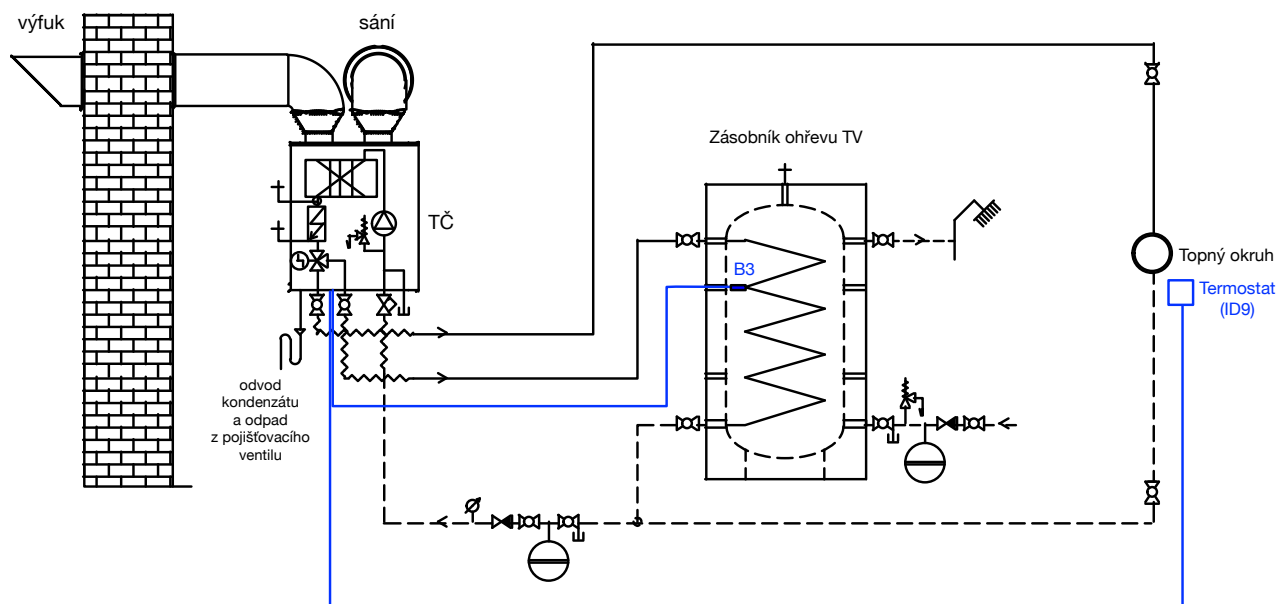 výfuk
sání
Zásobník ohřevu TV
TČ
B3
Topný okruh
Termostat
(ID9)
odvod
kondenzátu
a odpad
z pojišťovacího
ventilu